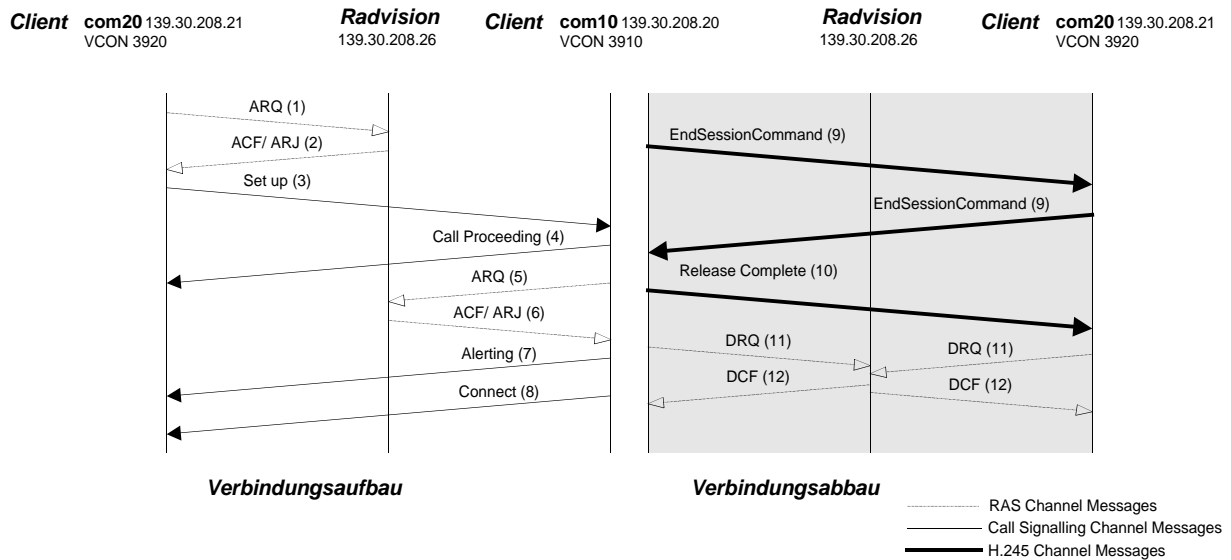 Client com20 139.30.208.21
VCON 3920
Radvision
139.30.208.26
Client com10 139.30.208.20
VCON 3910
Radvision
139.30.208.26
Client com20 139.30.208.21
VCON 3920
ARQ (1)
ACF/ ARJ (2)
Set up (3)
Call Proceeding (4)
ARQ (5)
ACF/ ARJ (6)
Alerting (7)
Connect (8)
EndSessionCommand (9)
EndSessionCommand (9)
Release Complete (10)
DRQ (11)
DRQ (11)
DCF (12)
DCF (12)
Verbindungsaufbau
Verbindungsabbau
RAS Channel Messages
Call Signalling Channel Messages
H.245 Channel Messages